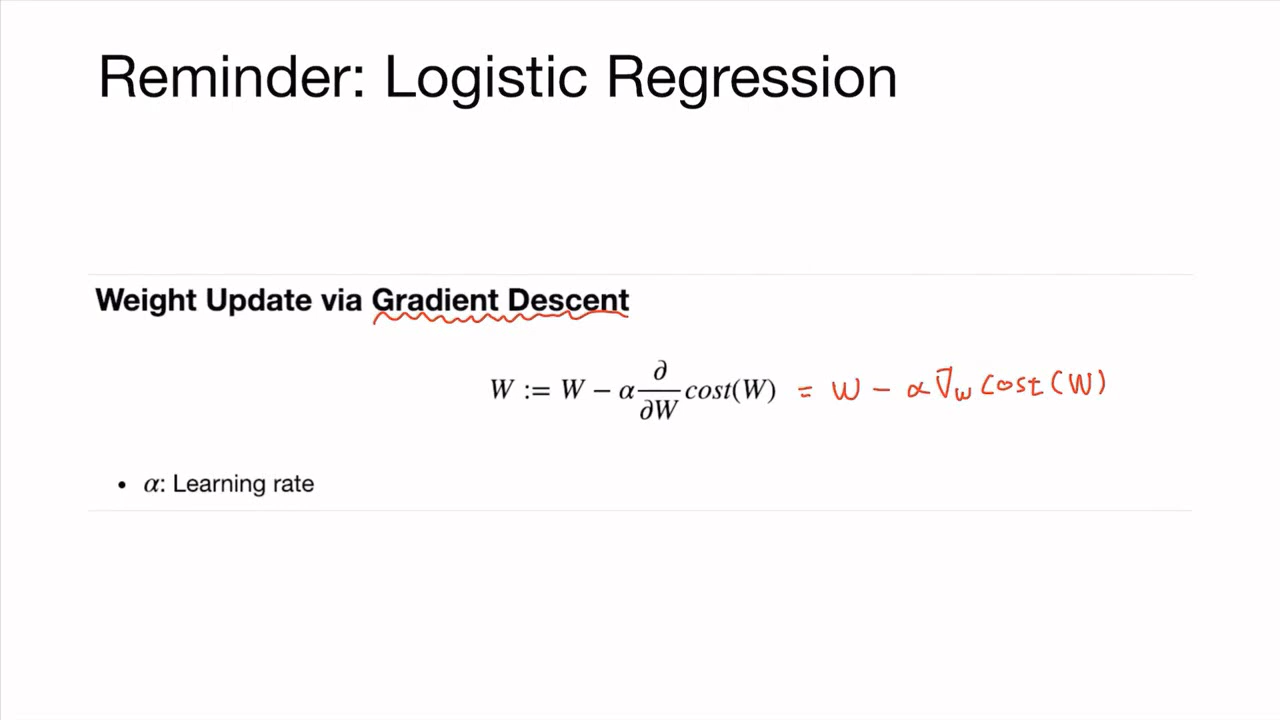 Reminder: Logistic Regression
Weight Update via Gradient Descent
W := W − α ∂/∂W cost(W) = W − α ∇_W cost(W)
• α: Learning rate